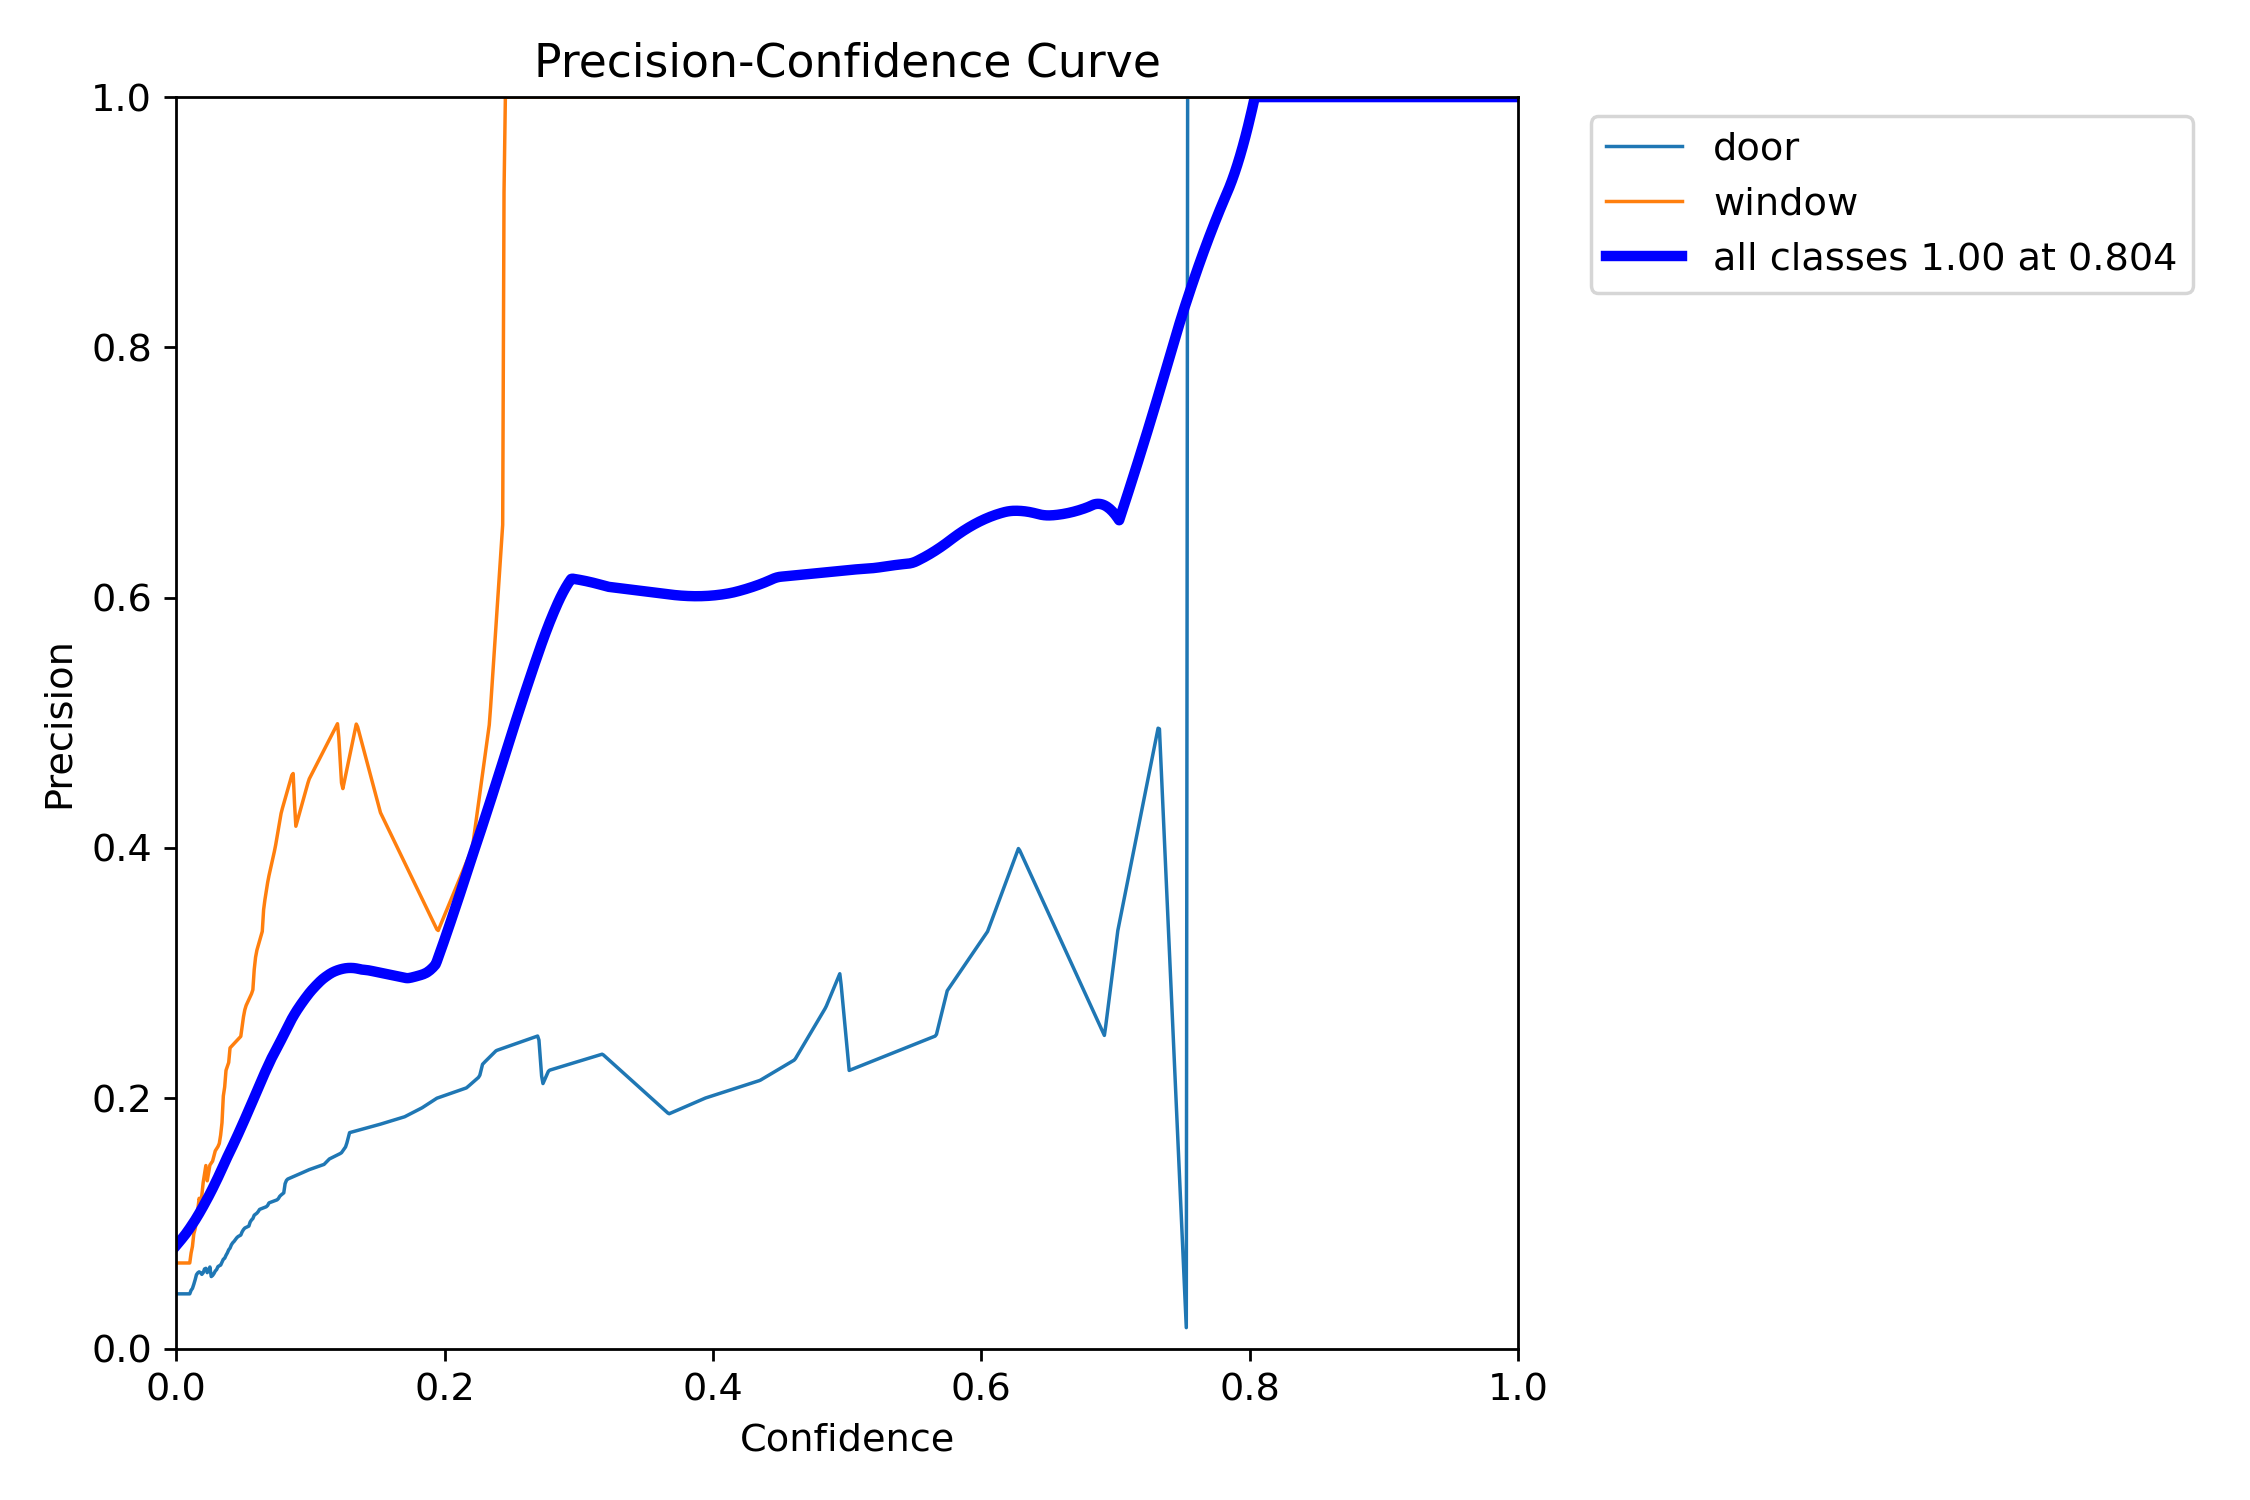 Precision-Confidence Curve
1.0
0.8
0.6
0.4
0.2
0.0
Precision
0.0 0.2 0.4 0.6 0.8 1.0
Confidence
door
window
all classes 1.00 at 0.804